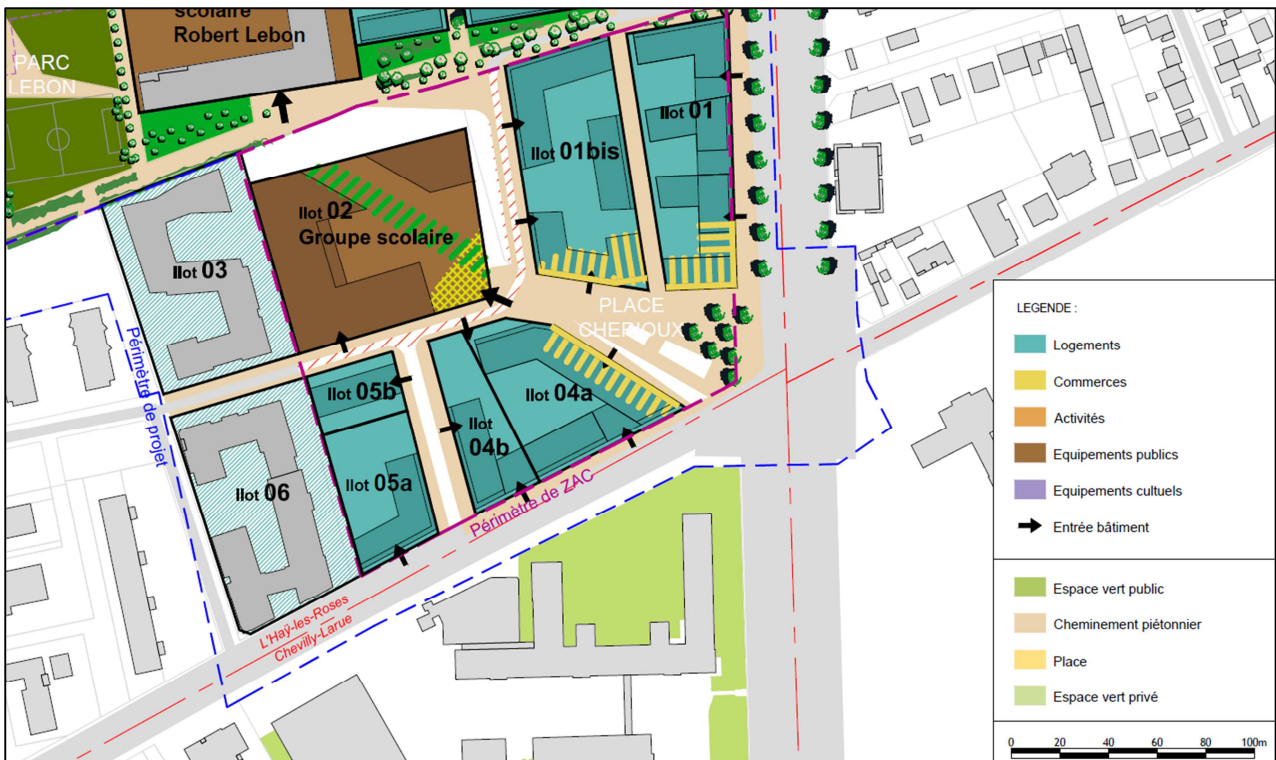 scolaire
Robert Lebon
PARC
LEBON
Ilot 01
Ilot 01bis
Ilot 02
Groupe scolaire
Ilot 03
PLACE
CHERIOUX
Ilot 05b
Ilot 04a
Ilot
04b
Ilot 05a
Ilot 06
Périmètre de projet
Périmètre de ZAC
L'Haÿ-les-Roses
Chevilly-Larue
LEGENDE :
Logements
Commerces
Activités
Equipements publics
Equipements cultuels
Entrée bâtiment
Espace vert public
Cheminement piétonnier
Place
Espace vert privé
0 20 40 60 80 100m